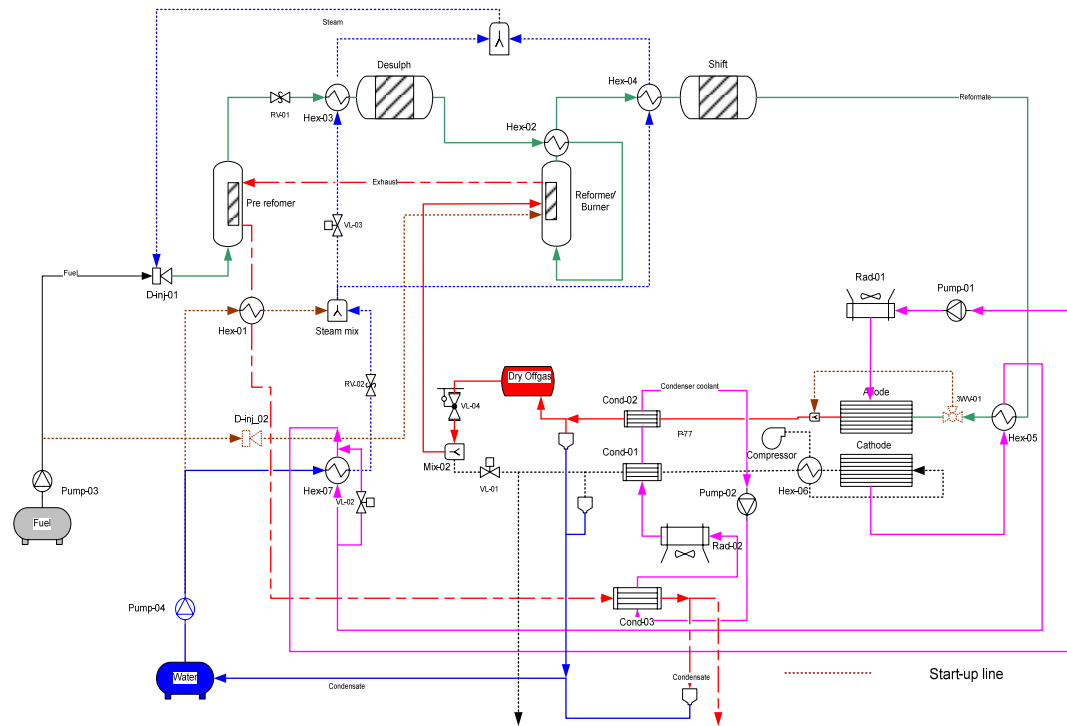 Steam
Desulph
Hex-04
Shift
RV-01
Hex-03
Hex-02
Reformate
Pre refomer
Exhaust
Reformer/
Burner
VL-03
Fuel
D-inj-01
Rad-01
Pump-01
Hex-01
Steam mix
RV-02
Dry Offgas
Condenser coolant
Cond-02
VL-04
Anode
3WV-01
D-inj_02
P-77
Compressor
Cathode
Hex-05
Mix-02
Cond-01
VL-01
Hex-06
Pump-03
Hex-07
VL-02
Pump-02
Fuel
Rad-02
Pump-04
Cond-03
Water
Condensate
Condensate
Start-up line